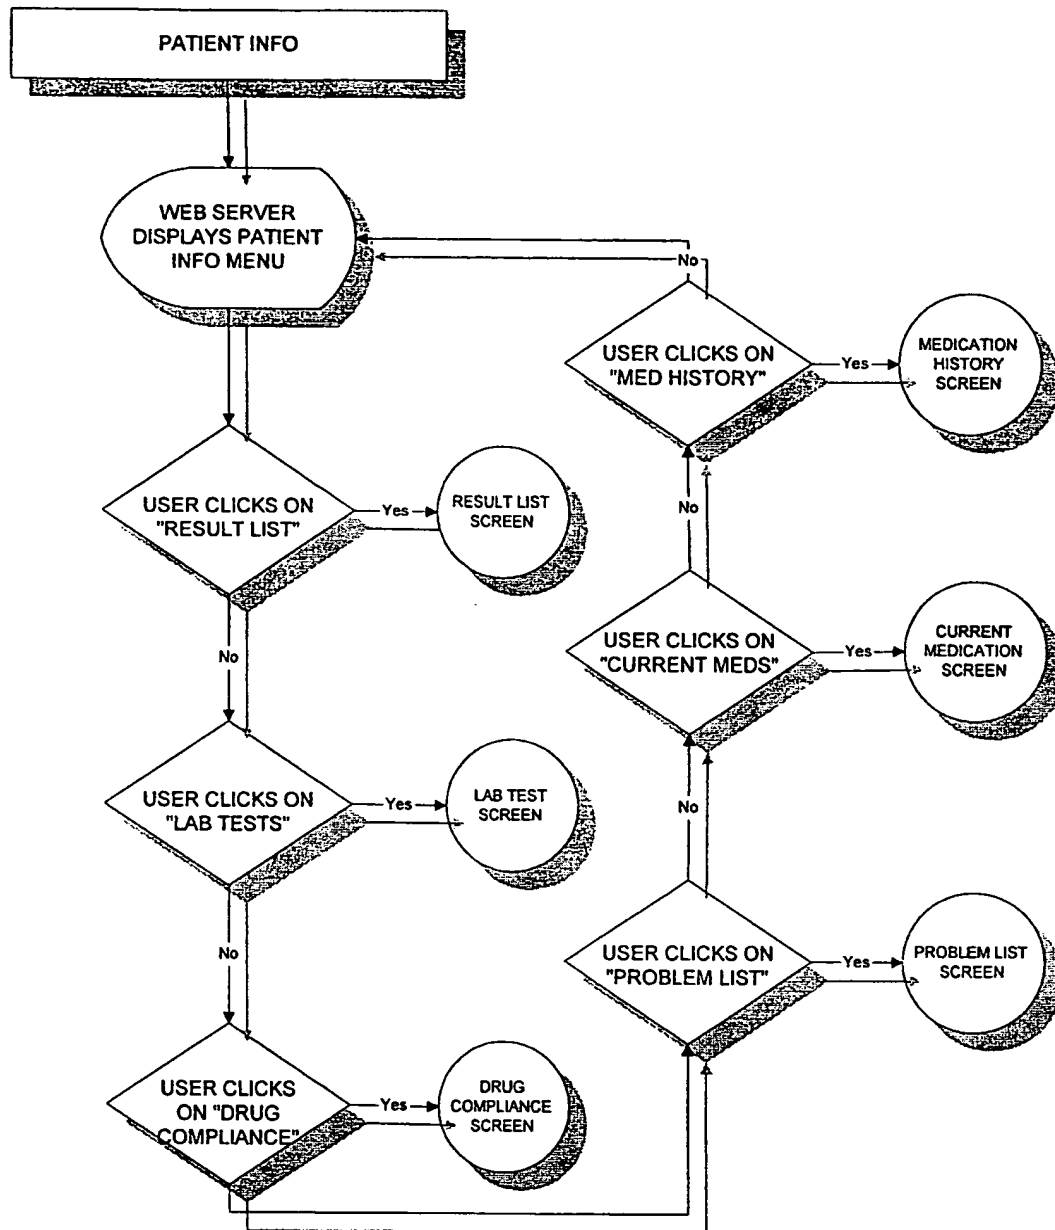 PATIENT INFO
WEB SERVER
DISPLAYS PATIENT
INFO MENU
USER CLICKS ON
"RESULT LIST"
Yes
RESULT LIST
SCREEN
No
USER CLICKS ON
"LAB TESTS"
Yes
LAB TEST
SCREEN
No
USER CLICKS
ON "DRUG
COMPLIANCE"
Yes
DRUG
COMPLIANCE
SCREEN
USER CLICKS ON
"PROBLEM LIST"
Yes
PROBLEM LIST
SCREEN
No
USER CLICKS ON
"CURRENT MEDS"
Yes
CURRENT
MEDICATION
SCREEN
No
USER CLICKS ON
"MED HISTORY"
Yes
MEDICATION
HISTORY
SCREEN
No